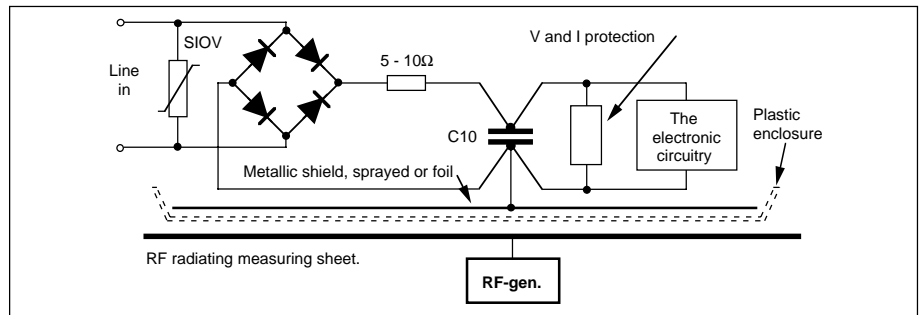 SIOV
Line
in
5 - 10Ω
V and I protection
C10
The
electronic
circuitry
Plastic
enclosure
Metallic shield, sprayed or foil
RF radiating measuring sheet.
RF-gen.